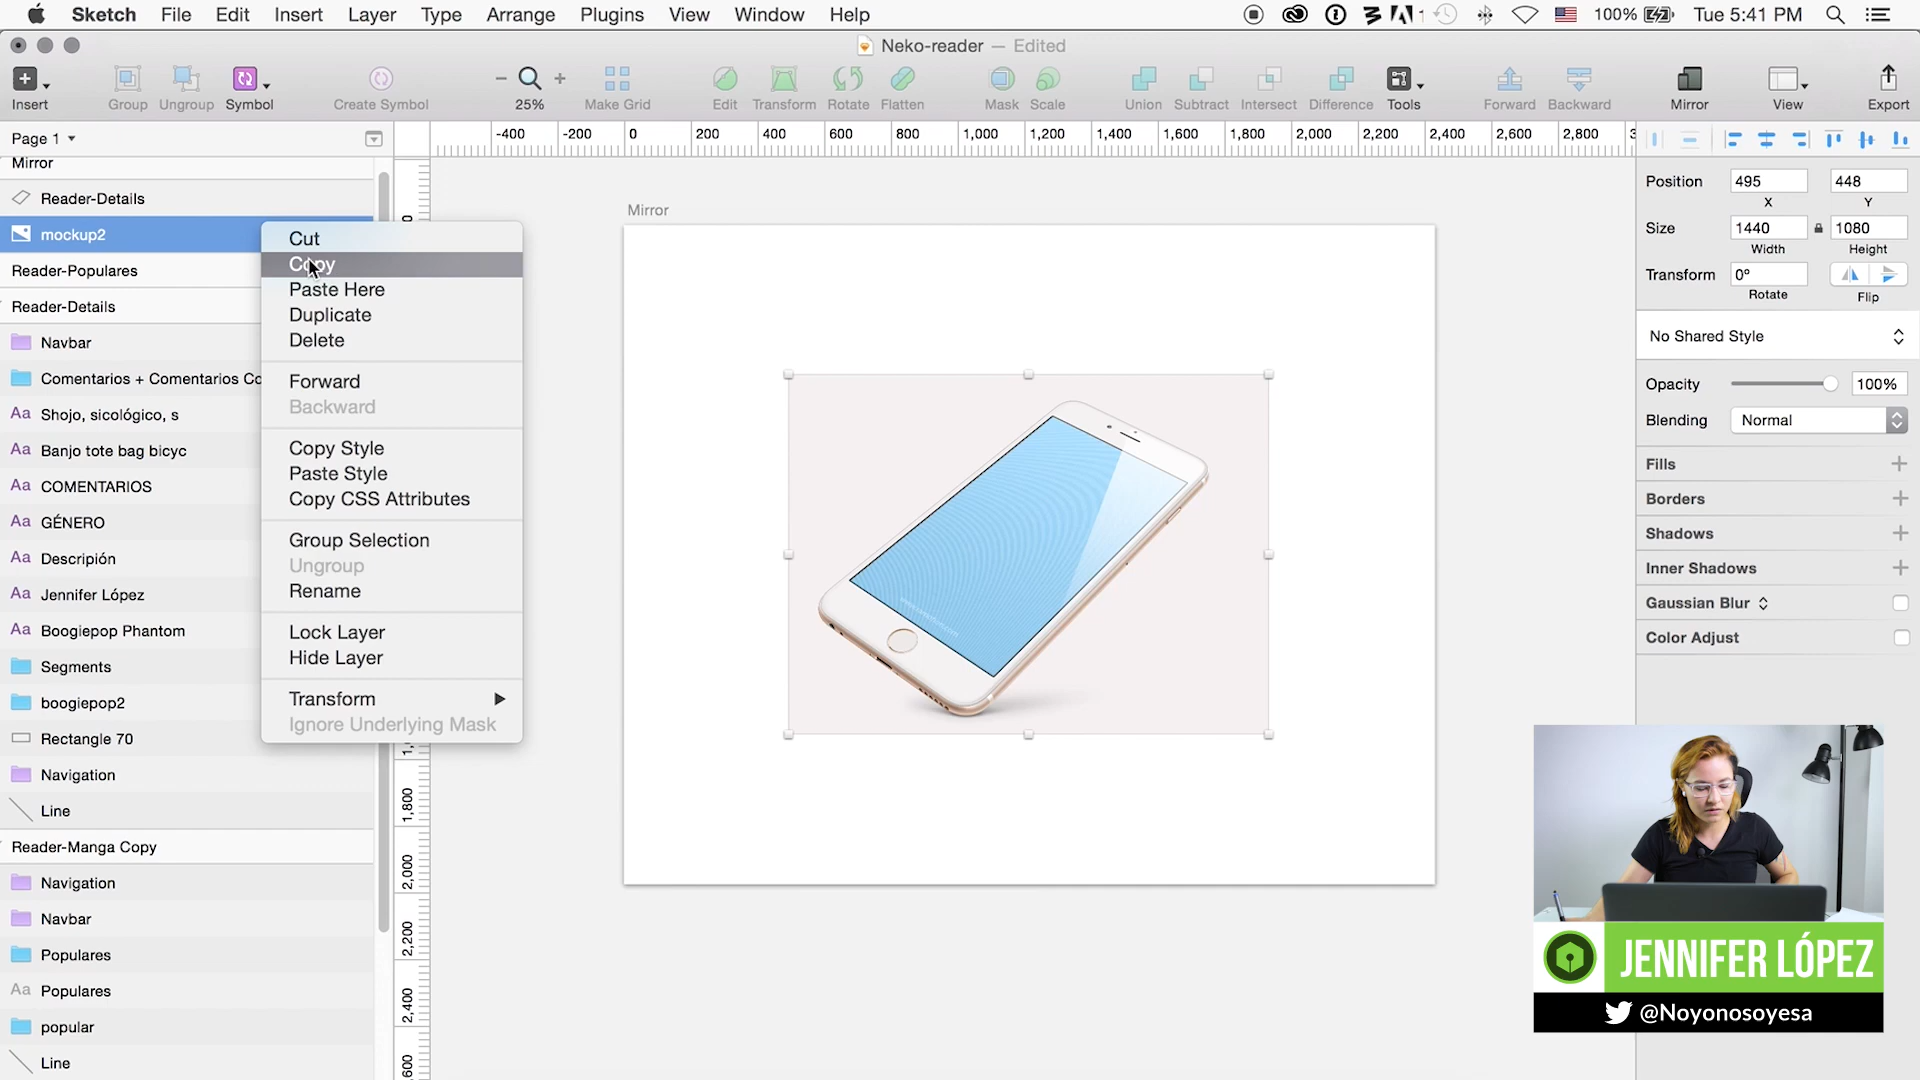 Sketch File Edit Insert Layer Type Arrange Plugins View Window Help 100% Tue 5:41 PM
Neko-reader — Edited
Insert Group Ungroup Symbol Create Symbol 25% Make Grid Edit Transform Rotate Flatten Mask Scale Union Subtract Intersect Difference Tools Forward Backward Mirror View Export
Page 1
-400 -200 0 200 400 600 800 1,000 1,200 1,400 1,600 1,800 2,000 2,200 2,400 2,600 2,800
Mirror
Reader-Details
mockup2
Reader-Populares
Reader-Details
Navbar
Comentarios + Comentarios Co
Shojo, sicológico, s
Banjo tote bag bicyc
COMENTARIOS
GÉNERO
Descripión
Jennifer López
Boogiepop Phantom
Segments
boogiepop2
Rectangle 70
Navigation
Line
Reader-Manga Copy
Navigation
Navbar
Populares
Populares
popular
Line
Cut
Copy
Paste Here
Duplicate
Delete
Forward
Backward
Copy Style
Paste Style
Copy CSS Attributes
Group Selection
Ungroup
Rename
Lock Layer
Hide Layer
Transform
Ignore Underlying Mask
0
1,800
2,000
2,200
2,400
Mirror
Position 495 448
X Y
Size 1440 1080
Width Height
Transform 0°
Rotate Flip
No Shared Style
Opacity 100%
Blending Normal
Fills
Borders
Shadows
Inner Shadows
Gaussian Blur
Color Adjust
JENNIFER LÓPEZ
@Noyonosoyesa